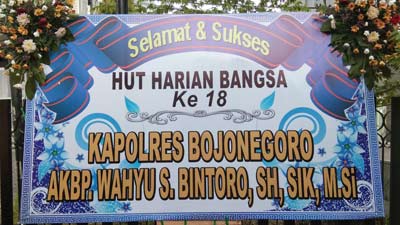 Selamat & Sukses
HUT HARIAN BANGSA
Ke 18
KAPOLRES BOJONEGORO
AKBP. WAHYU S. BINTORO, SH, SIK, M.Si